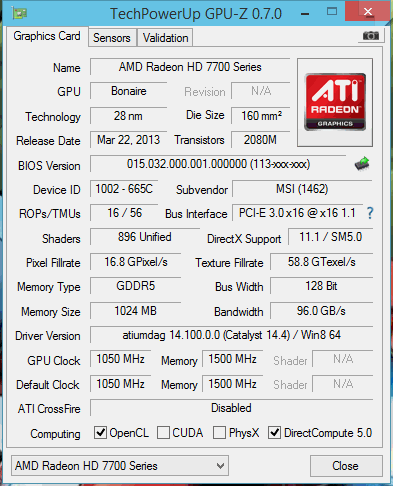 TechPowerUp GPU-Z 0.7.0
Graphics Card Sensors Validation
Name AMD Radeon HD 7700 Series
GPU Bonaire Revision N/A
ATI RADEON GRAPHICS
Technology 28 nm Die Size 160 mm²
Release Date Mar 22, 2013 Transistors 2080M
BIOS Version 015.032.000.001.000000 (113-xxx-xxx)
Device ID 1002 - 665C Subvendor MSI (1462)
ROPs/TMUs 16 / 56 Bus Interface PCI-E 3.0 x16 @ x16 1.1 ?
Shaders 896 Unified DirectX Support 11.1 / SM5.0
Pixel Fillrate 16.8 GPixel/s Texture Fillrate 58.8 GTexel/s
Memory Type GDDR5 Bus Width 128 Bit
Memory Size 1024 MB Bandwidth 96.0 GB/s
Driver Version atiumdag 14.100.0.0 (Catalyst 14.4) / Win8 64
GPU Clock 1050 MHz Memory 1500 MHz Shader N/A
Default Clock 1050 MHz Memory 1500 MHz Shader N/A
ATI CrossFire Disabled
Computing OpenCL CUDA PhysX DirectCompute 5.0
AMD Radeon HD 7700 Series Close